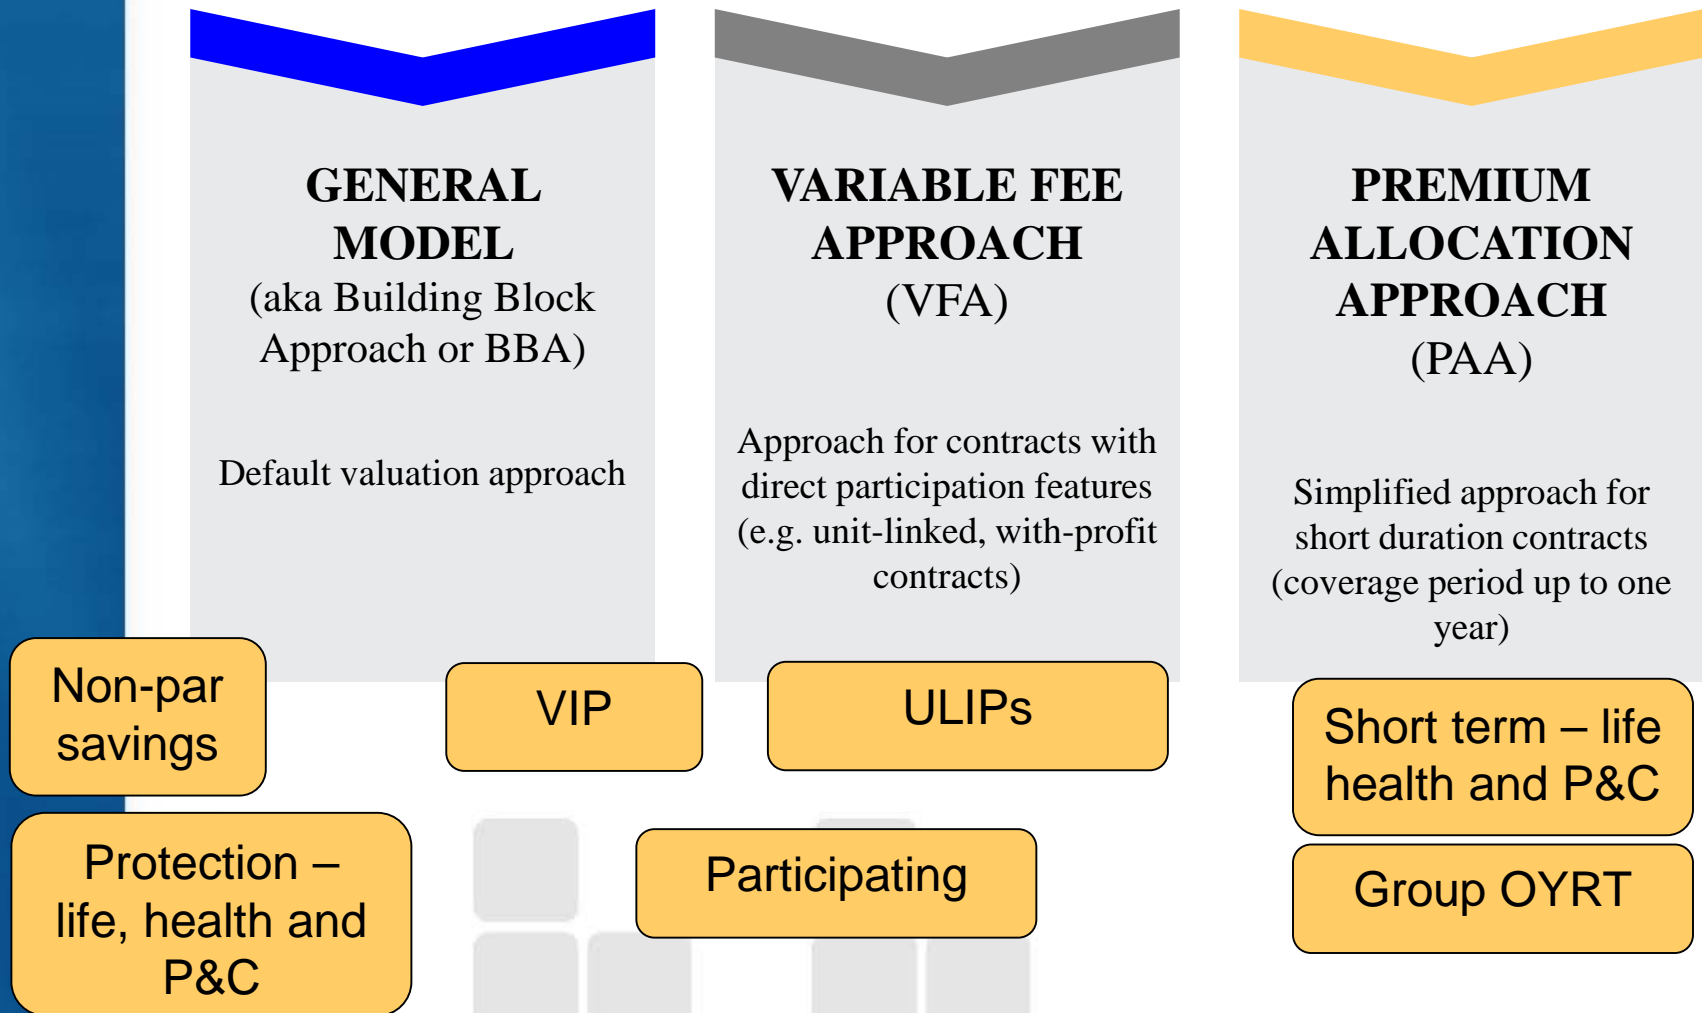 GENERAL
MODEL
(aka Building Block
Approach or BBA)
Default valuation approach
VARIABLE FEE
APPROACH
(VFA)
Approach for contracts with
direct participation features
(e.g. unit-linked, with-profit
contracts)
PREMIUM
ALLOCATION
APPROACH
(PAA)
Simplified approach for
short duration contracts
(coverage period up to one
year)
Non-par
savings
VIP
ULIPs
Short term – life
health and P&C
Protection –
life, health and
P&C
Participating
Group OYRT